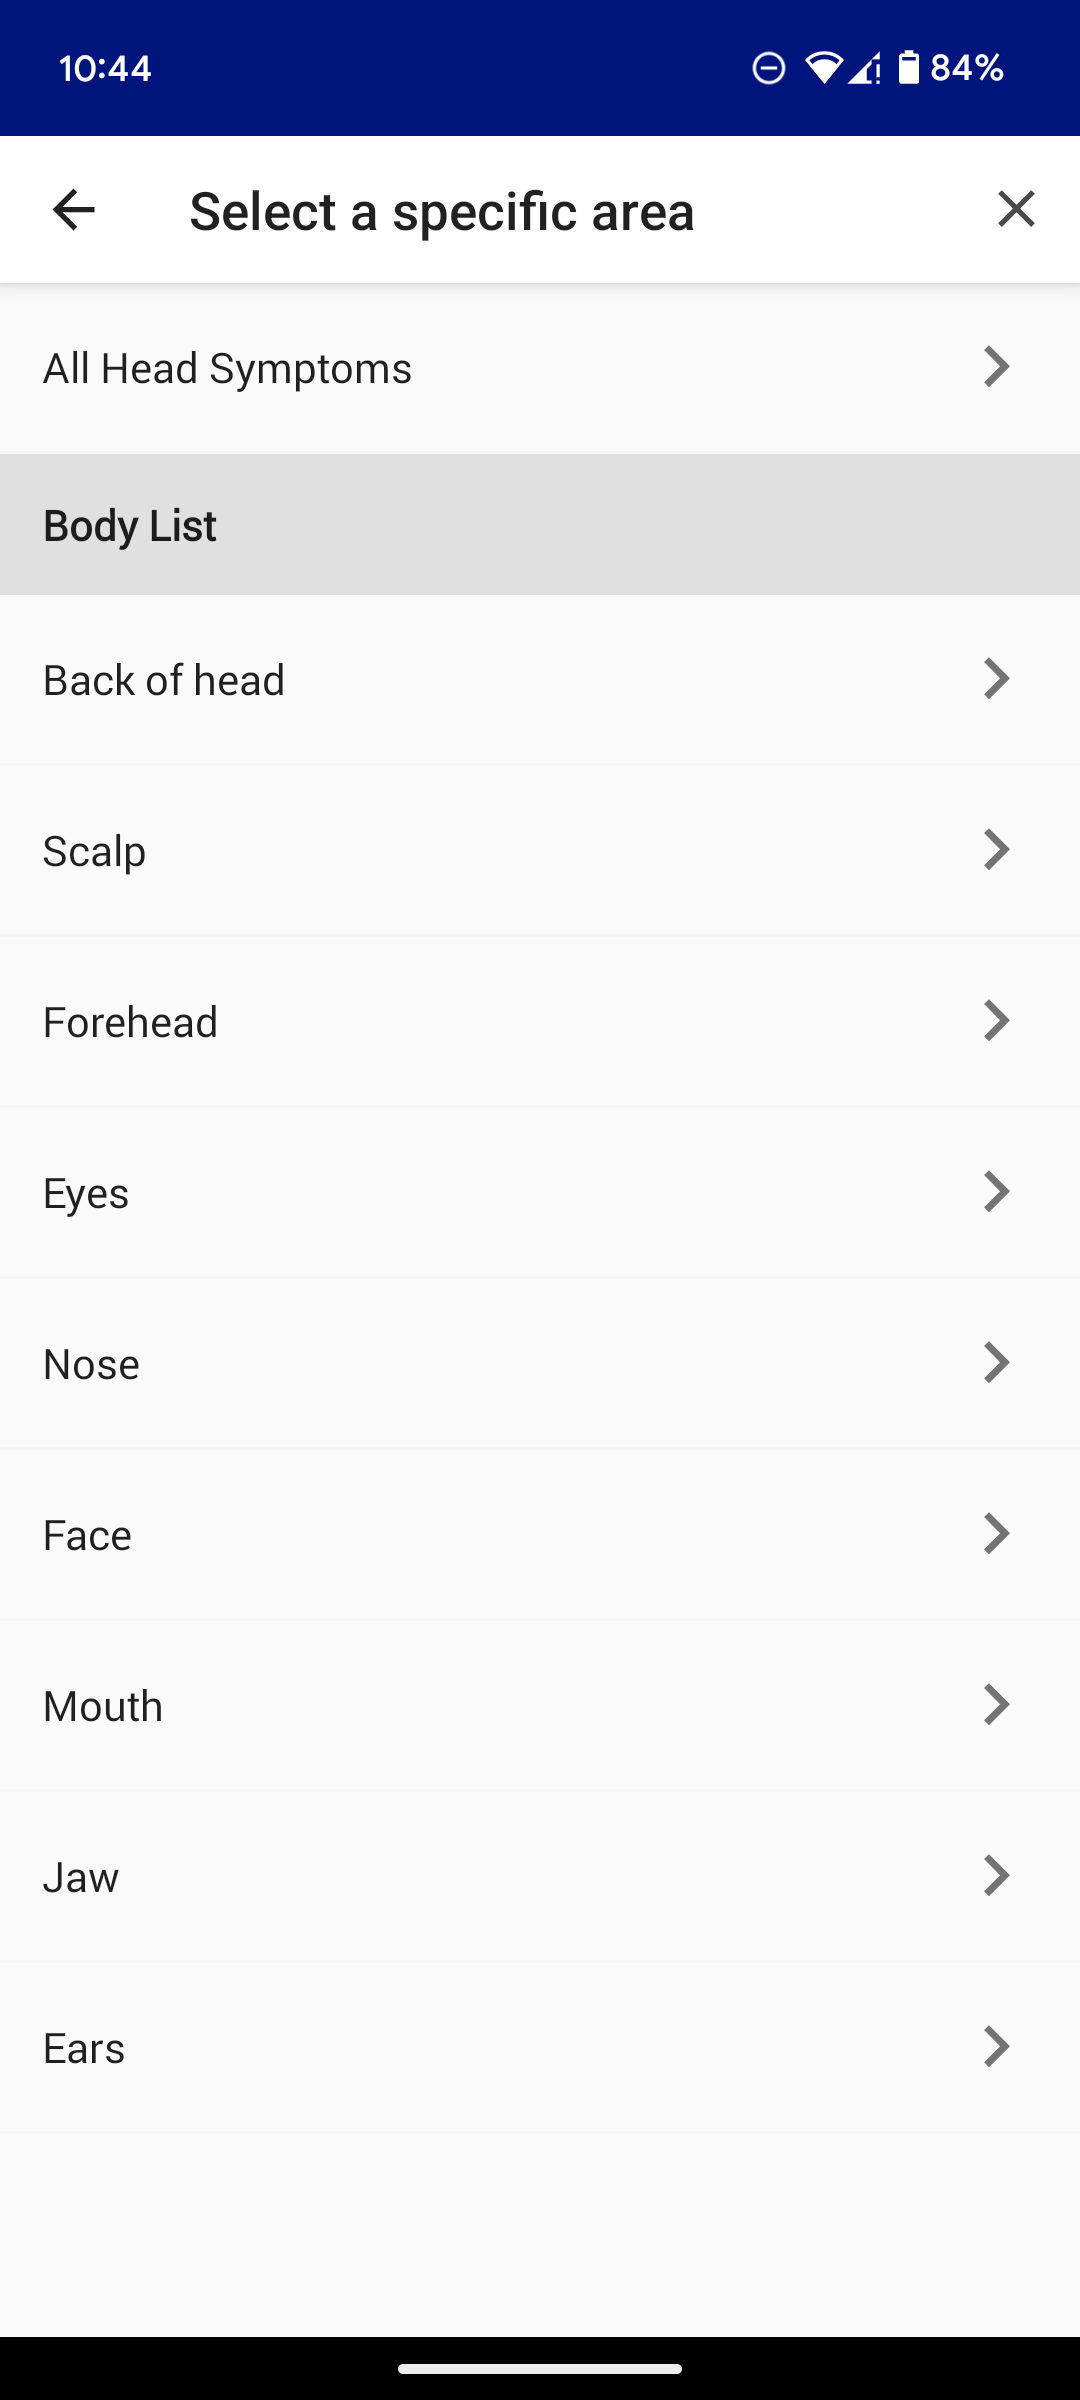 10:44 84%
Select a specific area
All Head Symptoms
Body List
Back of head
Scalp
Forehead
Eyes
Nose
Face
Mouth
Jaw
Ears